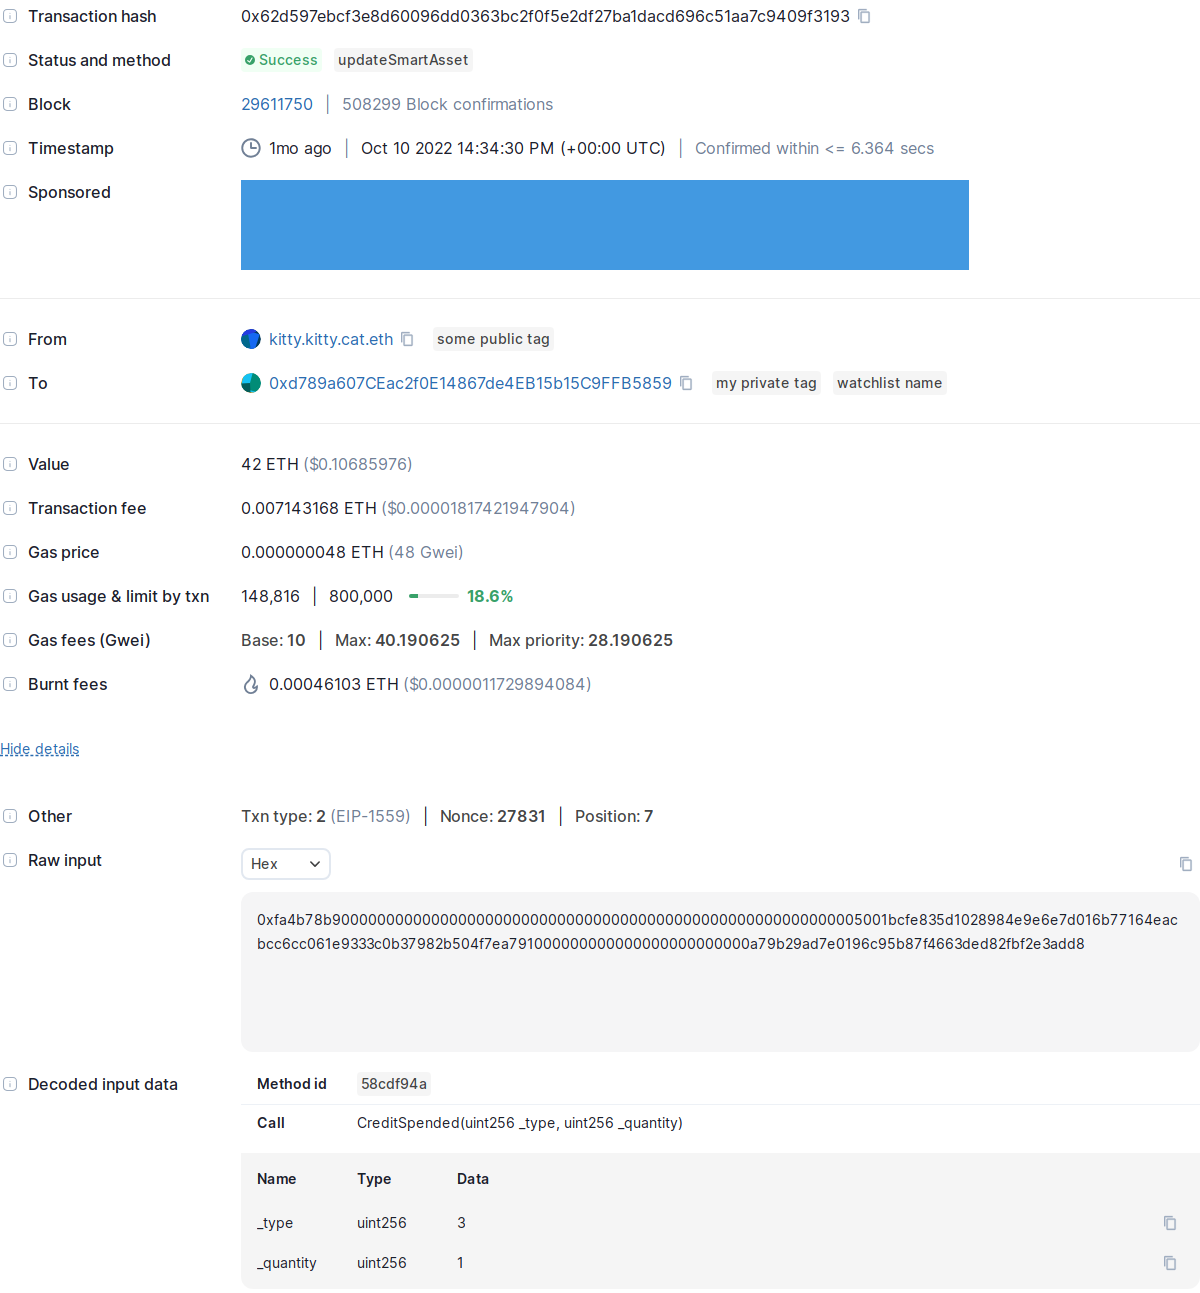 Transaction hash 0x62d597ebcf3e8d60096dd0363bc2f0f5e2df27ba1dacd696c51aa7c9409f3193
Status and method Success updateSmartAsset
Block 29611750 | 508299 Block confirmations
Timestamp 1mo ago | Oct 10 2022 14:34:30 PM (+00:00 UTC) | Confirmed within <= 6.364 secs
Sponsored
From kitty.kitty.cat.eth some public tag
To 0xd789a607CEac2f0E14867de4EB15b15C9FFB5859 my private tag watchlist name
Value 42 ETH ($0.10685976)
Transaction fee 0.007143168 ETH ($0.00001817421947904)
Gas price 0.000000048 ETH (48 Gwei)
Gas usage & limit by txn 148,816 | 800,000 18.6%
Gas fees (Gwei) Base: 10 | Max: 40.190625 | Max priority: 28.190625
Burnt fees 0.00046103 ETH ($0.0000011729894084)
Hide details
Other Txn type: 2 (EIP-1559) | Nonce: 27831 | Position: 7
Raw input Hex
0xfa4b78b90000000000000000000000000000000000000000000000000000000005001bcfe835d1028984e9e6e7d016b77164eac
bcc6cc061e9333c0b37982b504f7ea791000000000000000000000000a79b29ad7e0196c95b87f4663ded82fbf2e3add8
Decoded input data Method id 58cdf94a
Call CreditSpended(uint256 _type, uint256 _quantity)
Name Type Data
_type uint256 3
_quantity uint256 1